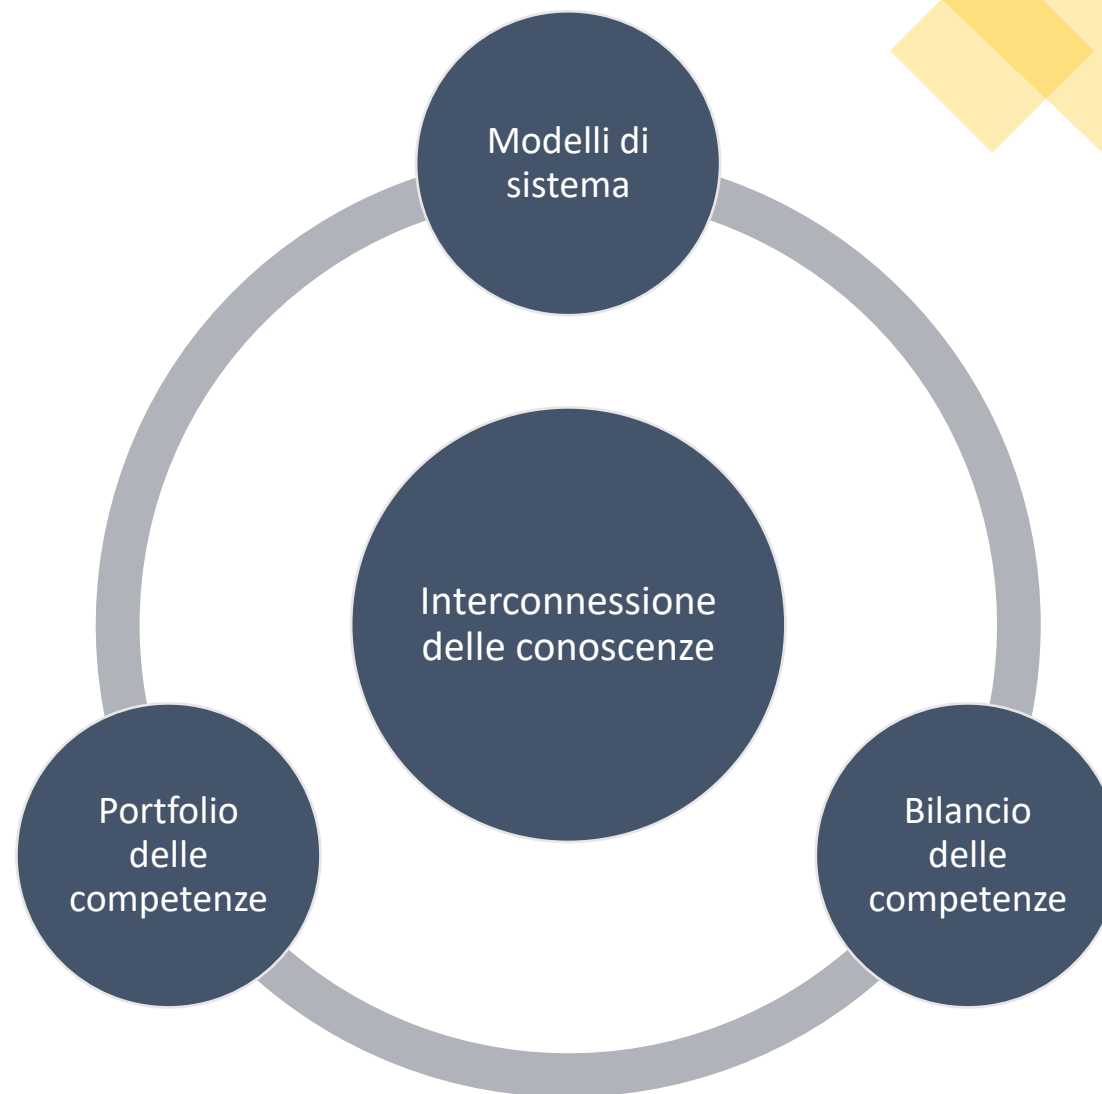 Modelli di
sistema
Interconnessione
delle conoscenze
Portfolio
delle
competenze
Bilancio
delle
competenze